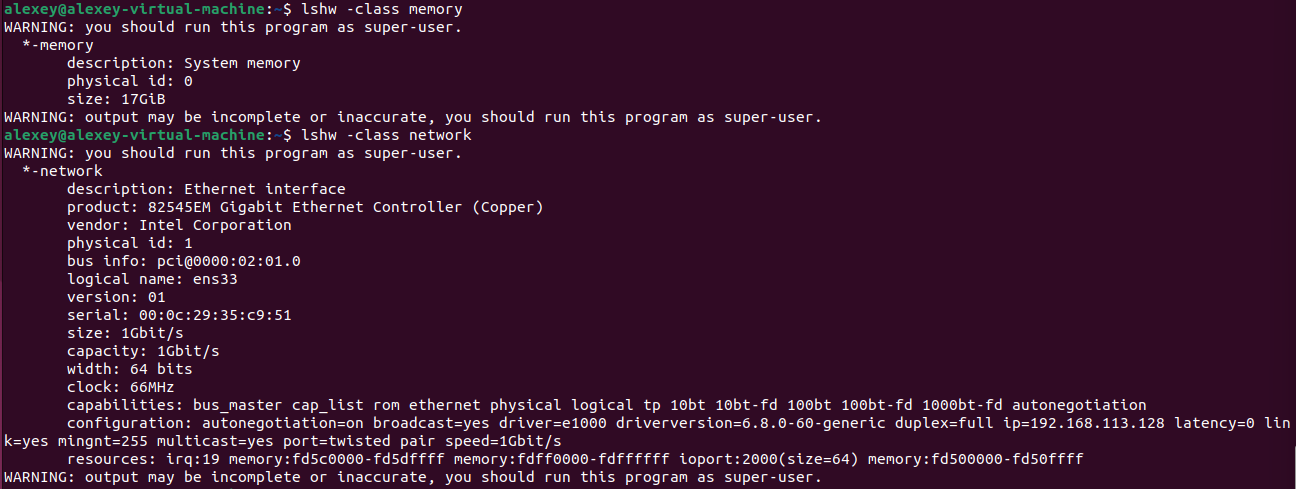 alexey@alexey-virtual-machine:~$ lshw -class memory
WARNING: you should run this program as super-user.
  *-memory
       description: System memory
       physical id: 0
       size: 17GiB
WARNING: output may be incomplete or inaccurate, you should run this program as super-user.
alexey@alexey-virtual-machine:~$ lshw -class network
WARNING: you should run this program as super-user.
  *-network
       description: Ethernet interface
       product: 82545EM Gigabit Ethernet Controller (Copper)
       vendor: Intel Corporation
       physical id: 1
       bus info: pci@0000:02:01.0
       logical name: ens33
       version: 01
       serial: 00:0c:29:35:c9:51
       size: 1Gbit/s
       capacity: 1Gbit/s
       width: 64 bits
       clock: 66MHz
       capabilities: bus_master cap_list rom ethernet physical logical tp 10bt 10bt-fd 100bt 100bt-fd 1000bt-fd autonegotiation
       configuration: autonegotiation=on broadcast=yes driver=e1000 driverversion=6.8.0-60-generic duplex=full ip=192.168.113.128 latency=0 lin
k=yes mingnt=255 multicast=yes port=twisted pair speed=1Gbit/s
       resources: irq:19 memory:fd5c0000-fd5dffff memory:fdff0000-fdffffff ioport:2000(size=64) memory:fd500000-fd50ffff
WARNING: output may be incomplete or inaccurate, you should run this program as super-user.